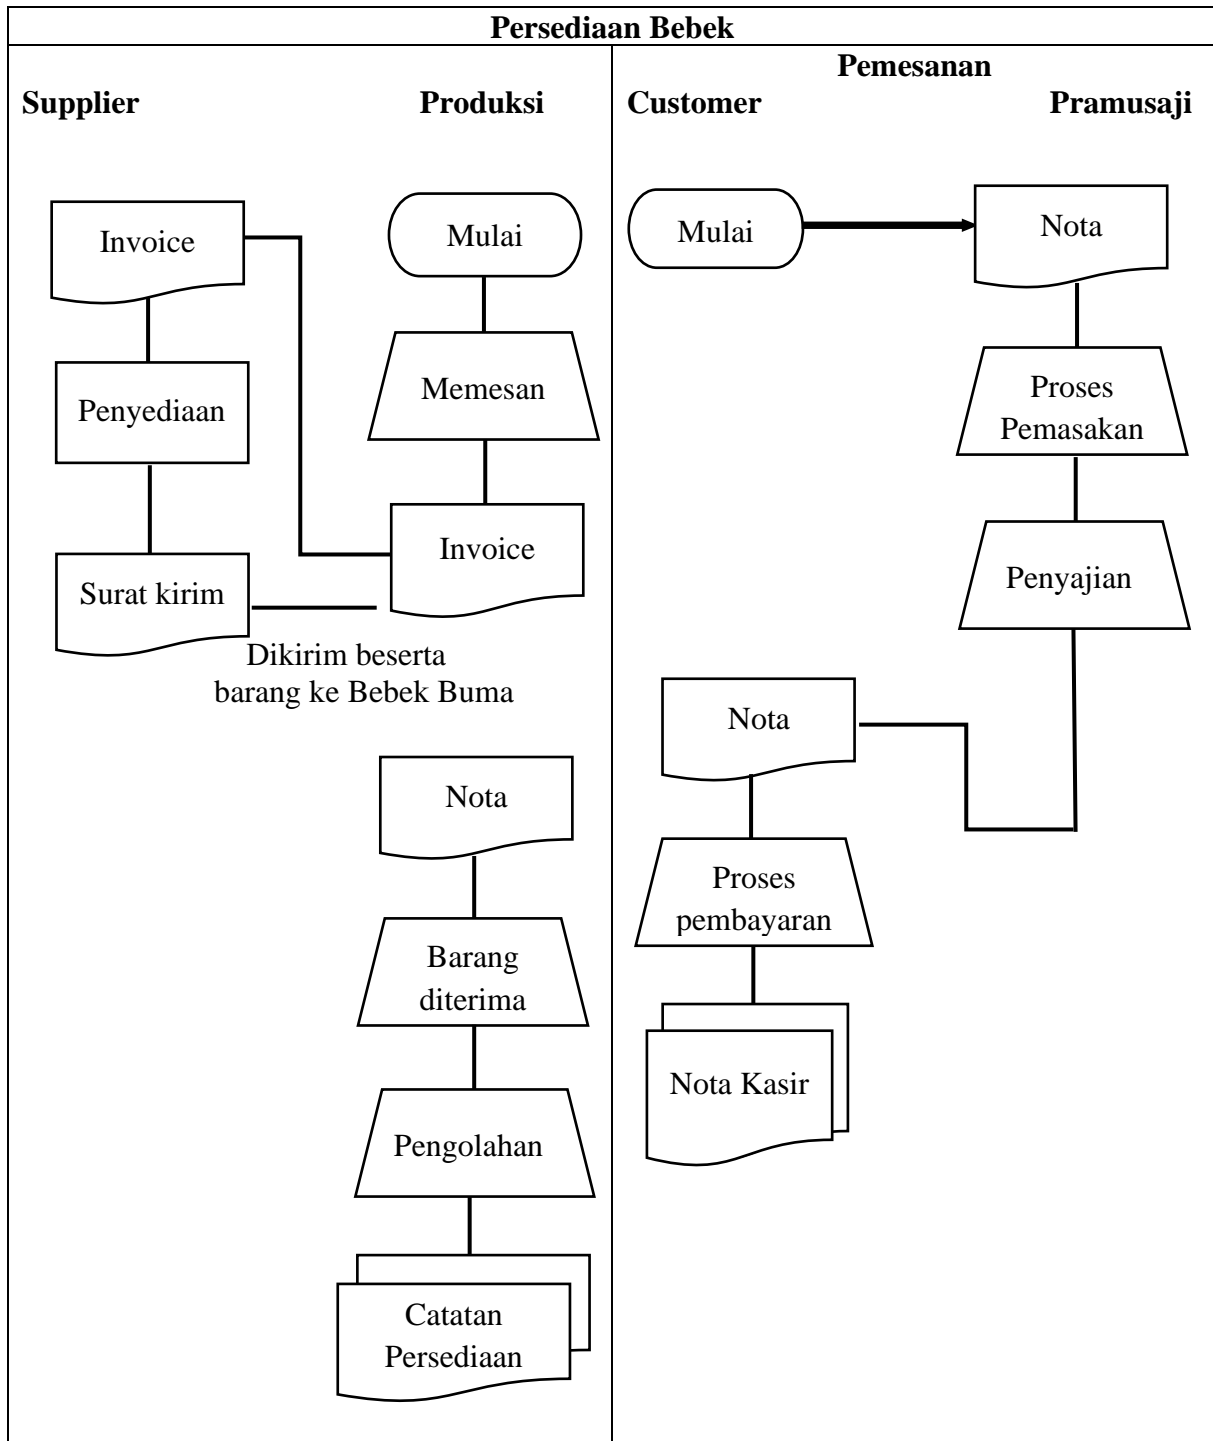 Persediaan Bebek
Supplier
Produksi
Invoice
Mulai
Penyediaan
Memesan
Surat kirim
Invoice
Dikirim beserta
barang ke Bebek Buma
Nota
Barang
diterima
Pengolahan
Catatan
Persediaan
Pemesanan
Customer
Pramusaji
Mulai
Nota
Proses
Pemasakan
Penyajian
Nota
Proses
pembayaran
Nota Kasir